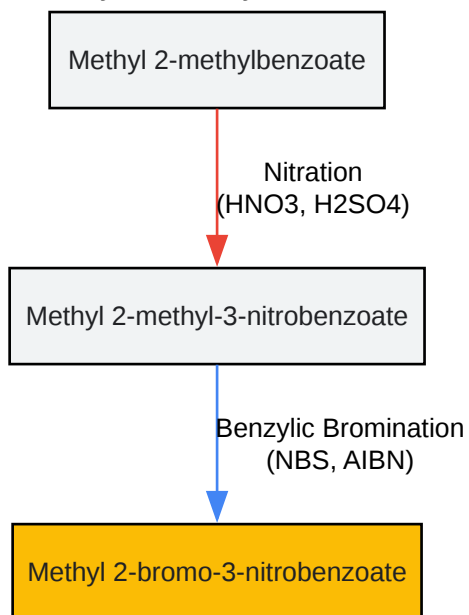 Methyl 2-methylbenzoate
Nitration
(HNO3, H2SO4)
Methyl 2-methyl-3-nitrobenzoate
Benzylic Bromination
(NBS, AIBN)
Methyl 2-bromo-3-nitrobenzoate